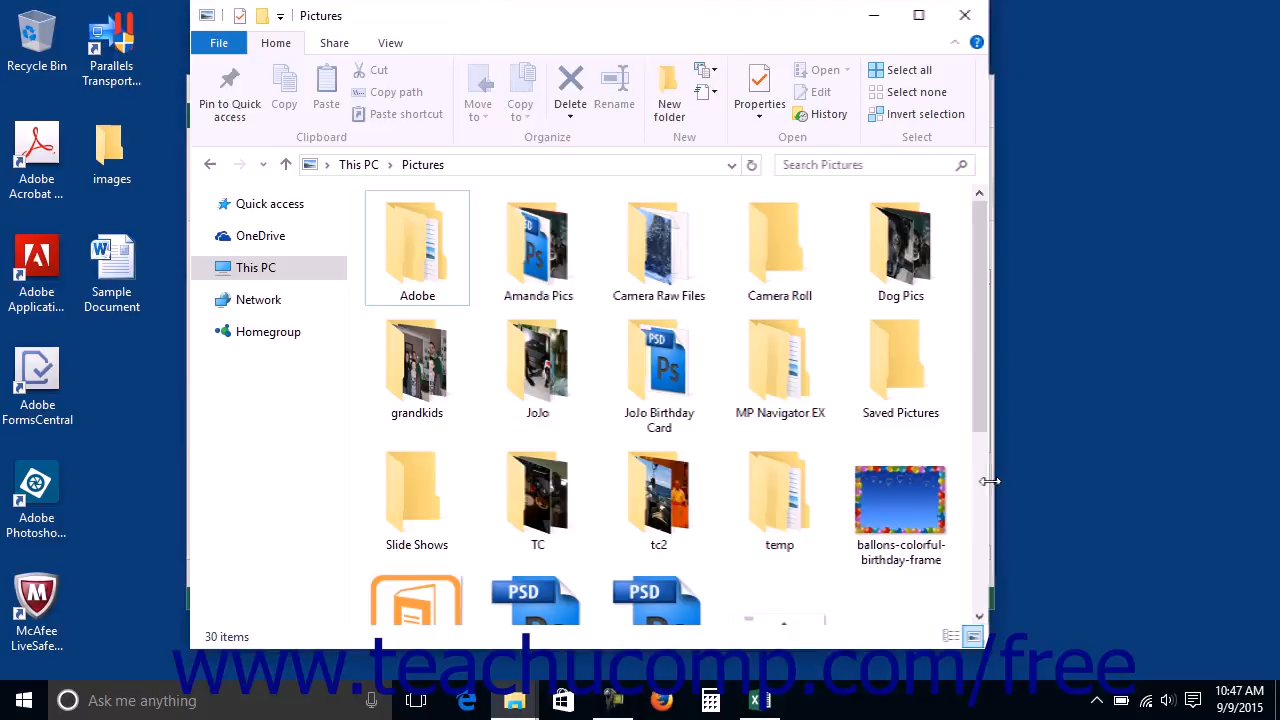 Pictures
File Home Share View
Cut
Copy path
Paste shortcut
Pin to Quick access
Copy
Paste
Clipboard
Move to
Copy to
Delete
Rename
Organize
New folder
New
Properties
Open
Edit
History
Open
Select all
Select none
Invert selection
Select
This PC Pictures
Search Pictures
Quick access
OneDrive
This PC
Network
Homegroup
Adobe
Amanda Pics
Camera Raw Files
Camera Roll
Dog Pics
grandkids
JoJo
JoJo Birthday
Card
MP Navigator EX
Saved Pictures
Slide Shows
TC
tc2
temp
ballons-colorful-
birthday-frame
PSD
PSD
30 items
Recycle Bin
Parallels
Transport...
Adobe
Acrobat ...
images
Adobe
Applicati...
Sample
Document
Adobe
FormsCentral
Adobe
Photosho...
McAfee
LiveSafe...
www.teachucomp.com/free
Ask me anything
10:47 AM
9/9/2015